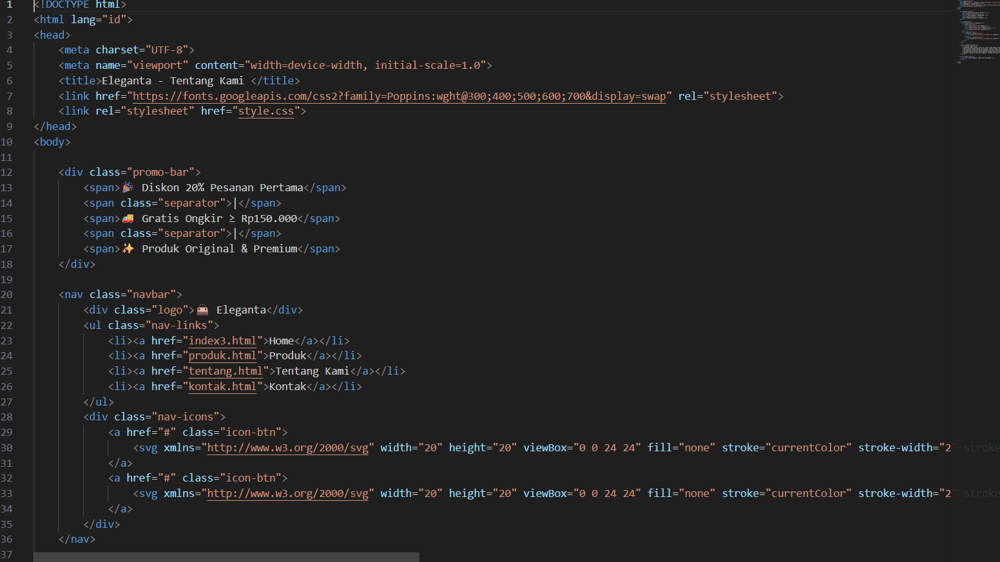 1 <!DOCTYPE html>
2 <html lang="id">
3 <head>
4 <meta charset="UTF-8">
5 <meta name="viewport" content="width=device-width, initial-scale=1.0">
6 <title>Eleganta - Tentang Kami </title>
7 <link href="https://fonts.googleapis.com/css2?family=Poppins:wght@300;400;500;600;700&display=swap" rel="stylesheet">
8 <link rel="stylesheet" href="style.css">
9 </head>
10 <body>
11
12 <div class="promo-bar">
13 <span>🎉 Diskon 20% Pesanan Pertama</span>
14 <span class="separator">|</span>
15 <span>🚚 Gratis Ongkir ≥ Rp150.000</span>
16 <span class="separator">|</span>
17 <span>✨ Produk Original & Premium</span>
18 </div>
19
20 <nav class="navbar">
21 <div class="logo">👜 Eleganta</div>
22 <ul class="nav-links">
23 <li><a href="index3.html">Home</a></li>
24 <li><a href="produk.html">Produk</a></li>
25 <li><a href="tentang.html">Tentang Kami</a></li>
26 <li><a href="kontak.html">Kontak</a></li>
27 </ul>
28 <div class="nav-icons">
29 <a href="#" class="icon-btn">
30 <svg xmlns="http://www.w3.org/2000/svg" width="20" height="20" viewBox="0 0 24 24" fill="none" stroke="currentColor" stroke-width="2" stroke
31 </a>
32 <a href="#" class="icon-btn">
33 <svg xmlns="http://www.w3.org/2000/svg" width="20" height="20" viewBox="0 0 24 24" fill="none" stroke="currentColor" stroke-width="2" stroke
34 </a>
35 </div>
36 </nav>
37